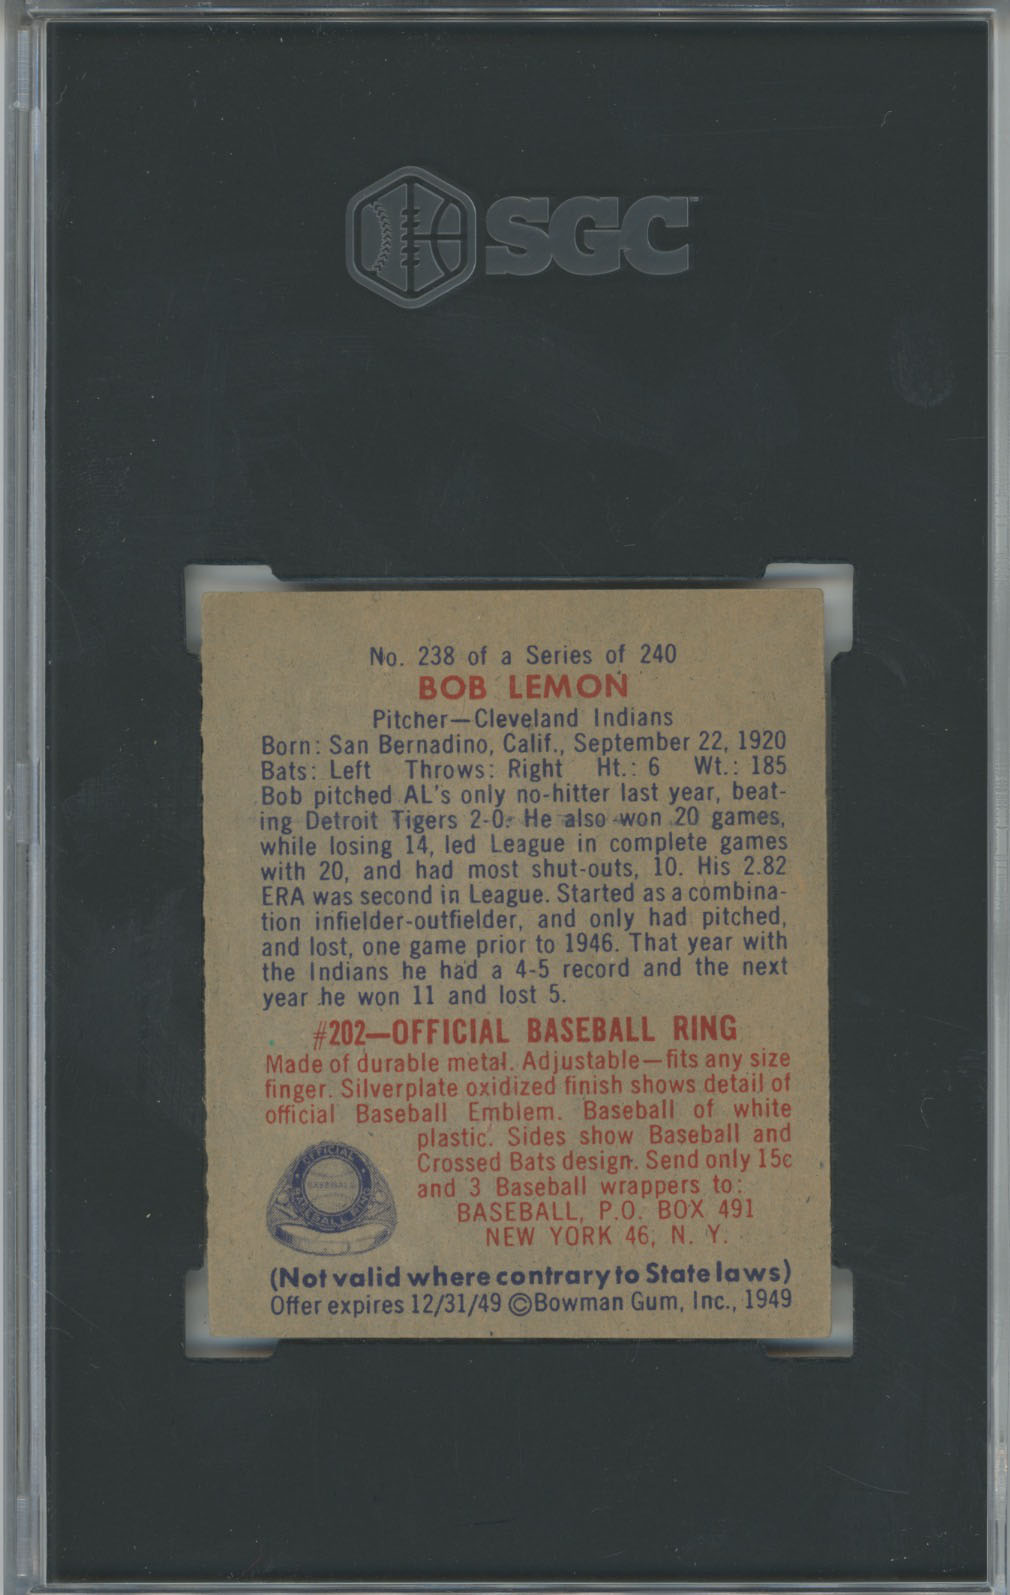 SGC
No. 238 of a Series of 240
BOB LEMON
Pitcher—Cleveland Indians
Born: San Bernadino, Calif., September 22, 1920
Bats: Left Throws: Right Ht.: 6 Wt.: 185
Bob pitched AL's only no-hitter last year, beat-
ing Detroit Tigers 2-0. He also won 20 games,
while losing 14, led League in complete games
with 20, and had most shut-outs, 10. His 2.82
ERA was second in League. Started as a combina-
tion infielder-outfielder, and only had pitched,
and lost, one game prior to 1946. That year with
the Indians he had a 4-5 record and the next
year he won 11 and lost 5.
#202—OFFICIAL BASEBALL RING
Made of durable metal. Adjustable—fits any size
finger. Silverplate oxidized finish shows detail of
official Baseball Emblem. Baseball of white
plastic. Sides show Baseball and
Crossed Bats design. Send only 15c
and 3 Baseball wrappers to:
BASEBALL, P.O. BOX 491
NEW YORK 46, N. Y.
OFFICIAL
BASEBALL
BASEBALL RING
(Not valid where contrary to State laws)
Offer expires 12/31/49 ©Bowman Gum, Inc., 1949